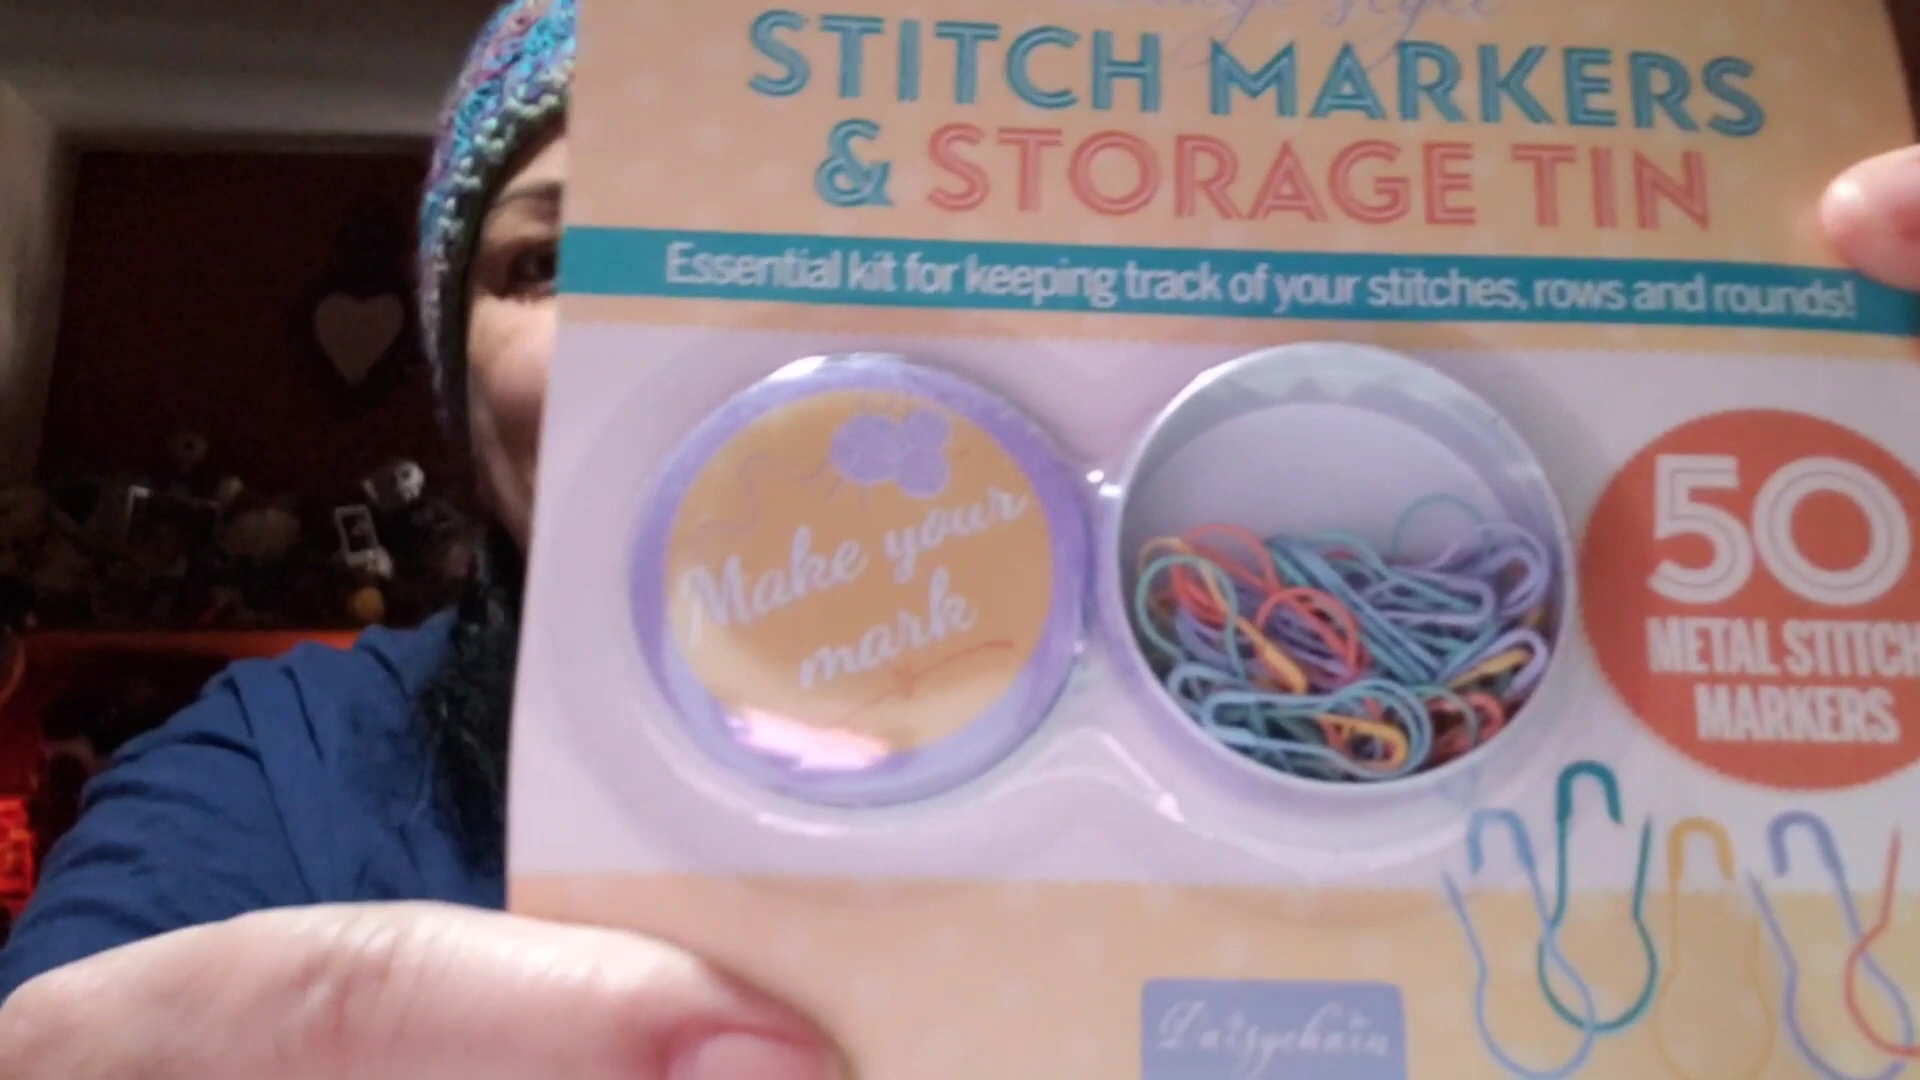 STITCH MARKERS
& STORAGE TIN
Essential kit for keeping track of your stitches, rows and rounds!
Make your
mark
50
METAL STITCH
MARKERS
Daisychain